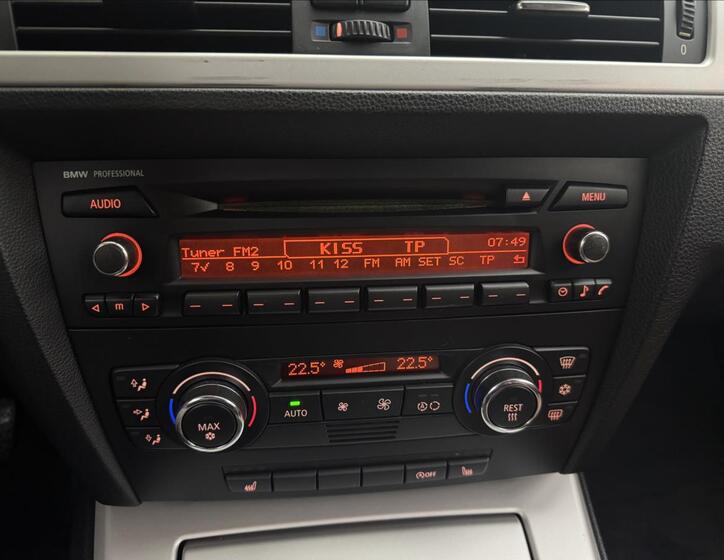 0
BMW PROFESSIONAL
AUDIO
MENU
Tuner FM2 KISS TP 07:49
7✓ 8 9 10 11 12 FM AM SET SC TP
m
22.5° 22.5°
AUTO
MAX
REST
A
OFF